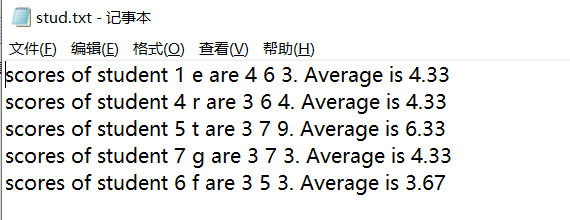 stud.txt - 记事本
文件(F) 编辑(E) 格式(O) 查看(V) 帮助(H)
scores of student 1 e are 4 6 3. Average is 4.33
scores of student 4 r are 3 6 4. Average is 4.33
scores of student 5 t are 3 7 9. Average is 6.33
scores of student 7 g are 3 7 3. Average is 4.33
scores of student 6 f are 3 5 3. Average is 3.67